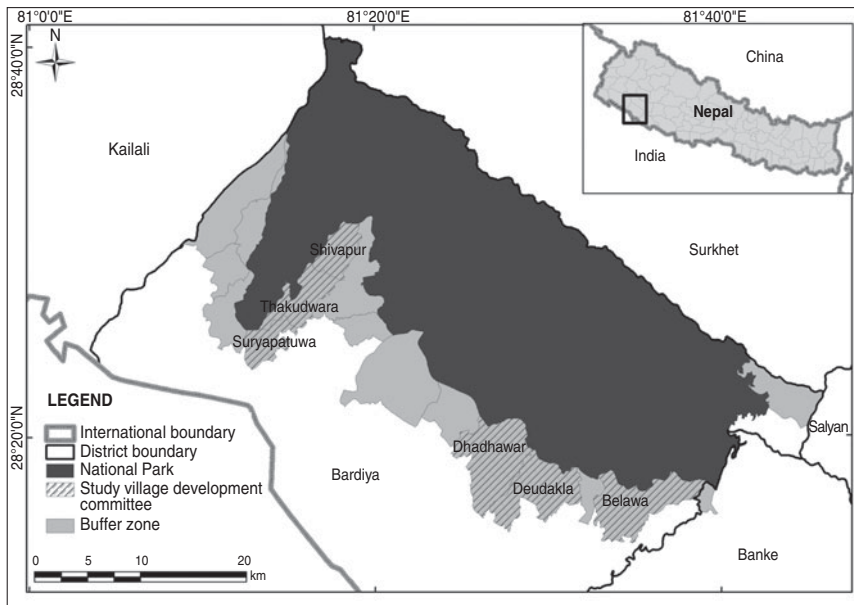 81°0'0"E
81°20'0"E
81°40'0"E
N
28°40'0"N
China
Nepal
India
Kailali
Surkhet
Shivapur
Thakudwara
Suryapatuwa
LEGEND
International boundary
District boundary
National Park
Study village development
committee
Buffer zone
28°20'0"N
Salyan
Dhadhawar
Bardiya
Deudakla
Belawa
Banke
0 5 10 20
km